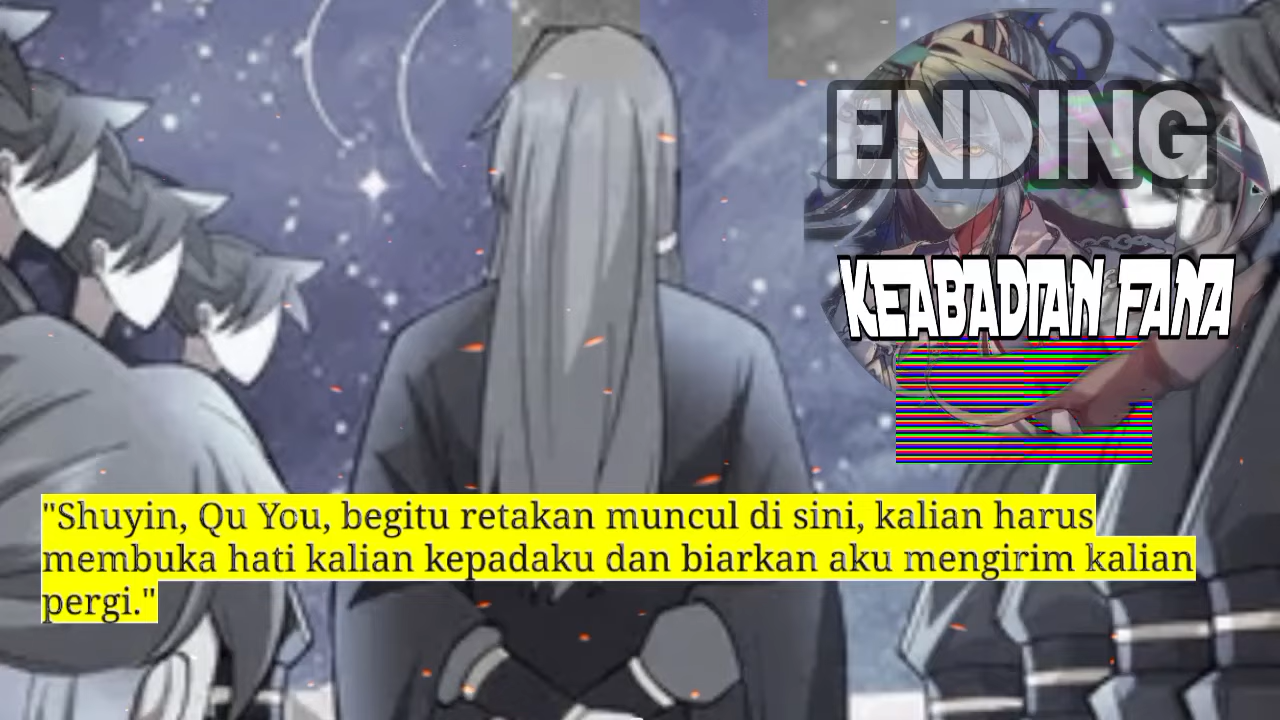 ENDING
KEABADIAN FANA
"Shuyin, Qu You, begitu retakan muncul di sini, kalian harus
membuka hati kalian kepadaku dan biarkan aku mengirim kalian
pergi."